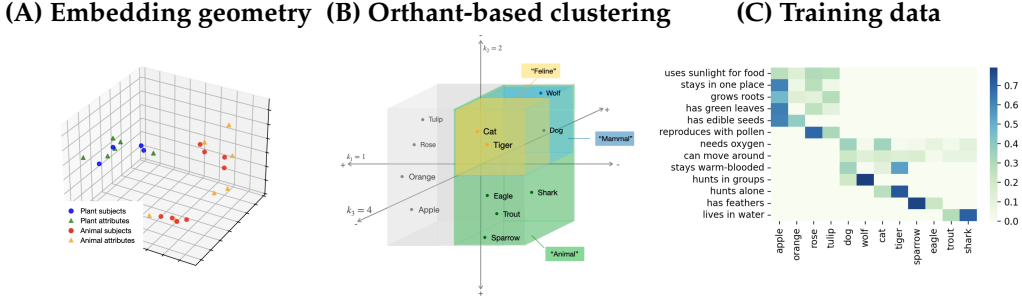 (A) Embedding geometry
(B) Orthant-based clustering
(C) Training data
Plant subjects
Plant attributes
Animal subjects
Animal attributes
-
k₂ = 2
"Feline"
Wolf
Tulip
Cat
Dog
"Mammal"
Rose
Tiger
k₁ = 1
+
-
Orange
Eagle
Shark
k₃ = 4
Apple
Trout
-
Sparrow
"Animal"
+
uses sunlight for food
stays in one place
grows roots
has green leaves
has edible seeds
reproduces with pollen
needs oxygen
can move around
stays warm-blooded
hunts in groups
hunts alone
has feathers
lives in water
apple
orange
rose
tulip
dog
wolf
cat
tiger
sparrow
eagle
trout
shark
0.7
0.6
0.5
0.4
0.3
0.2
0.1
0.0